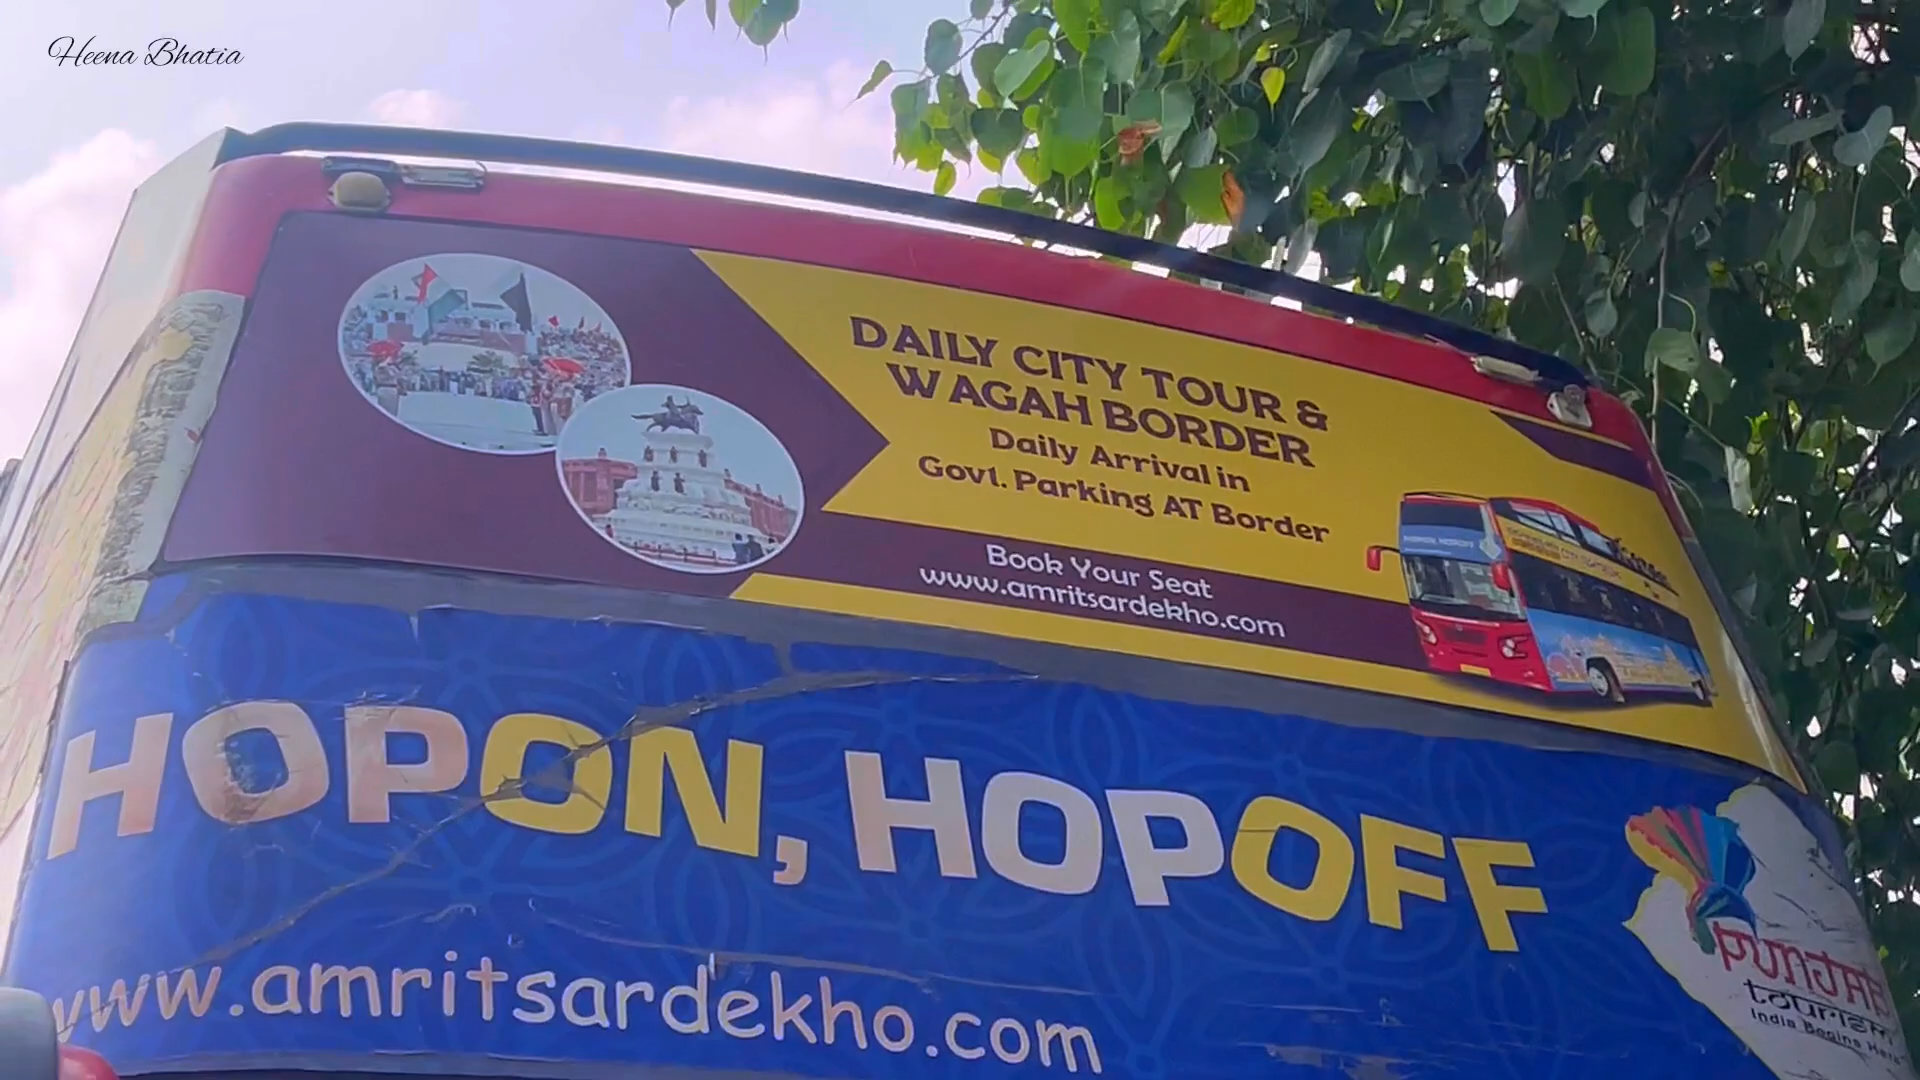 Heena Bhatia
DAILY CITY TOUR &
WAGAH BORDER
Daily Arrival in
Govt. Parking AT Border
Book Your Seat
www.amritsardekho.com
HOPON, HOPOFF
www.amritsardekho.com
PUNJAB
tourism
India Begins Here